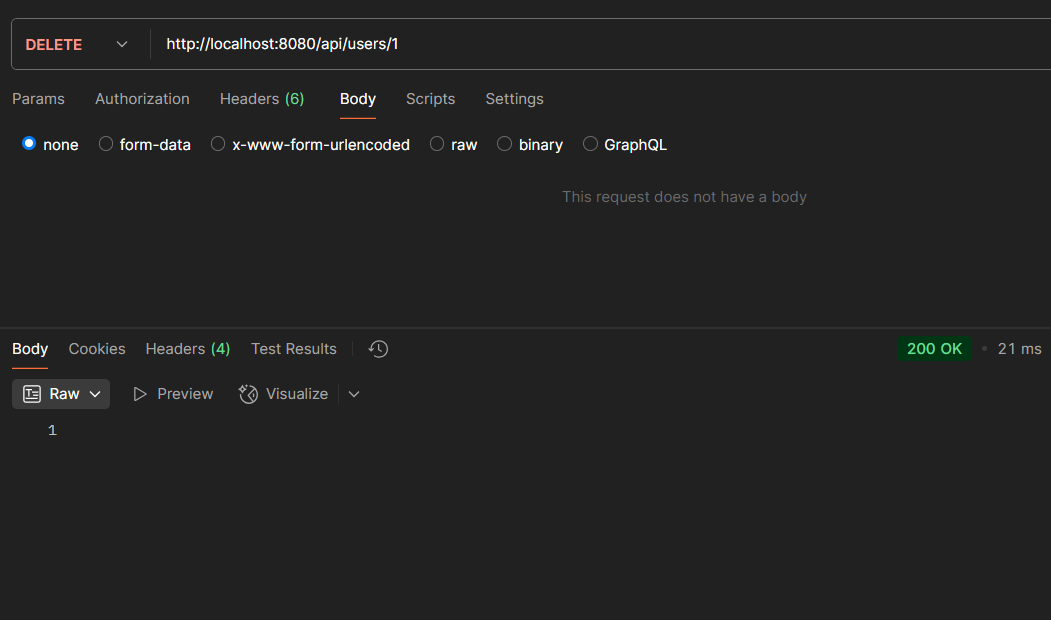 DELETE http://localhost:8080/api/users/1
Params Authorization Headers (6) Body Scripts Settings
none form-data x-www-form-urlencoded raw binary GraphQL
This request does not have a body
Body Cookies Headers (4) Test Results 200 OK • 21 ms
Raw Preview Visualize
1